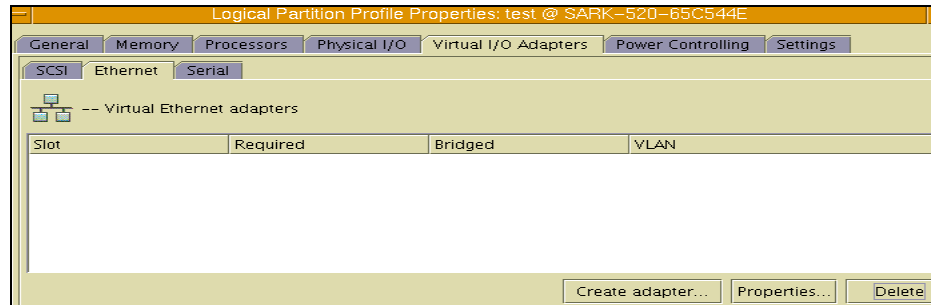 Logical Partition Profile Properties: test @ SARK-520-65C544E
General Memory Processors Physical I/O Virtual I/O Adapters Power Controlling Settings
SCSI Ethernet Serial
-- Virtual Ethernet adapters
Slot Required Bridged VLAN
Create adapter... Properties... Delete